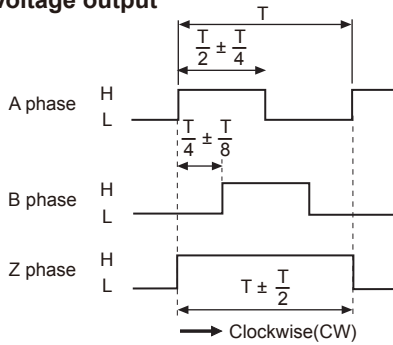 voltage output
T
T/2 ± T/4
A phase H
L
T/4 ± T/8
B phase H
L
Z phase H
L
T ± T/2
Clockwise(CW)